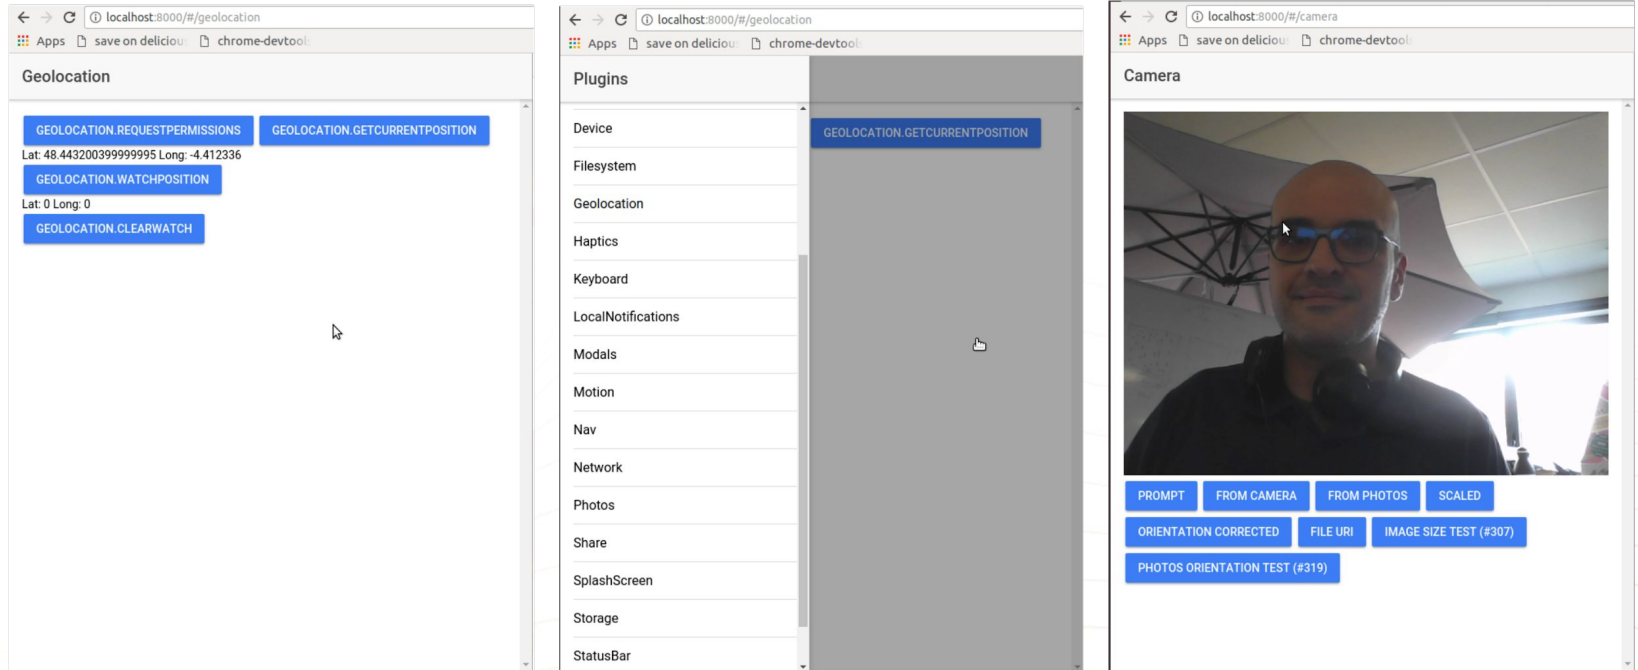 localhost:8000/#/geolocation
Apps save on deliciou chrome-devtool
Geolocation
GEOLOCATION.REQUESTPERMISSIONS GEOLOCATION.GETCURRENTPOSITION
Lat: 48.443200399999995 Long: -4.412336
GEOLOCATION.WATCHPOSITION
Lat: 0 Long: 0
GEOLOCATION.CLEARWATCH
localhost:8000/#/geolocation
Apps save on deliciou chrome-devtool
Plugins
Device
GEOLOCATION.GETCURRENTPOSITION
Filesystem
Geolocation
Haptics
Keyboard
LocalNotifications
Modals
Motion
Nav
Network
Photos
Share
SplashScreen
Storage
StatusBar
localhost:8000/#/camera
Apps save on deliciou chrome-devtool
Camera
PROMPT FROM CAMERA FROM PHOTOS SCALED
ORIENTATION CORRECTED FILE URI IMAGE SIZE TEST (#307)
PHOTOS ORIENTATION TEST (#319)